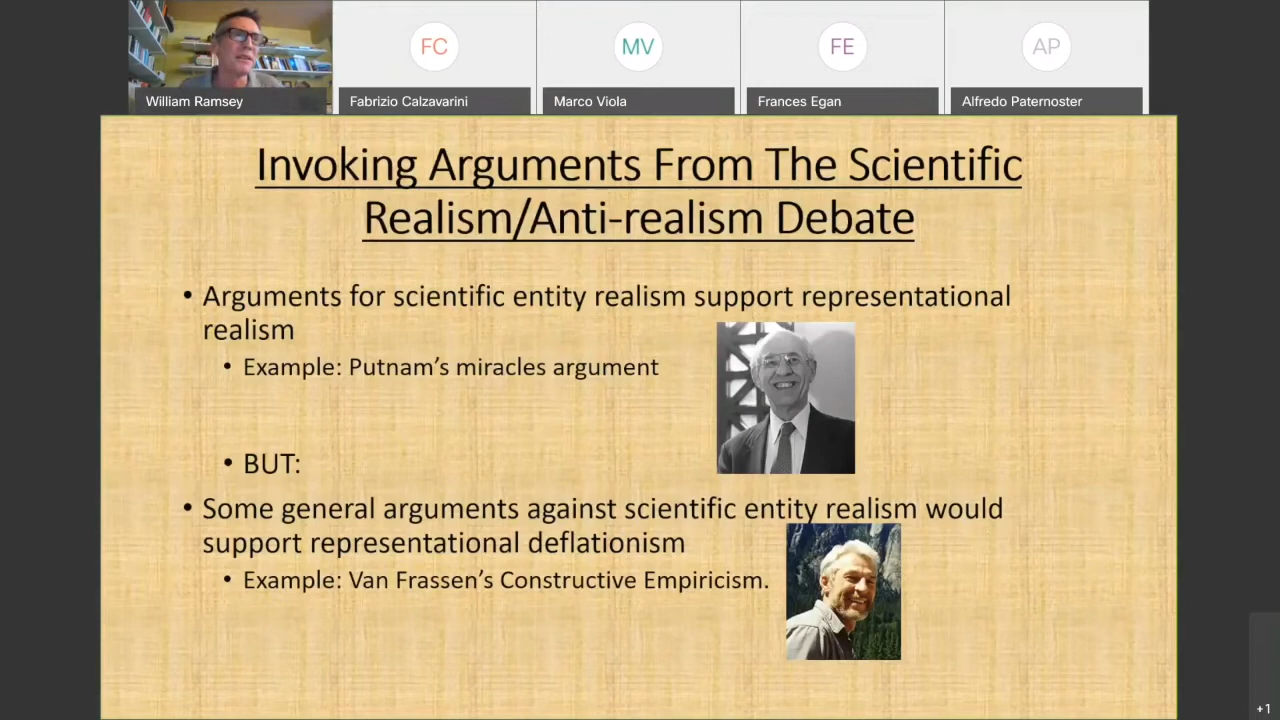 FC
MV
FE
AP
William Ramsey
Fabrizio Calzavarini
Marco Viola
Frances Egan
Alfredo Paternoster
Invoking Arguments From The Scientific
Realism/Anti-realism Debate
• Arguments for scientific entity realism support representational
realism
• Example: Putnam’s miracles argument
• BUT:
• Some general arguments against scientific entity realism would
support representational deflationism
• Example: Van Frassen’s Constructive Empiricism.
+1